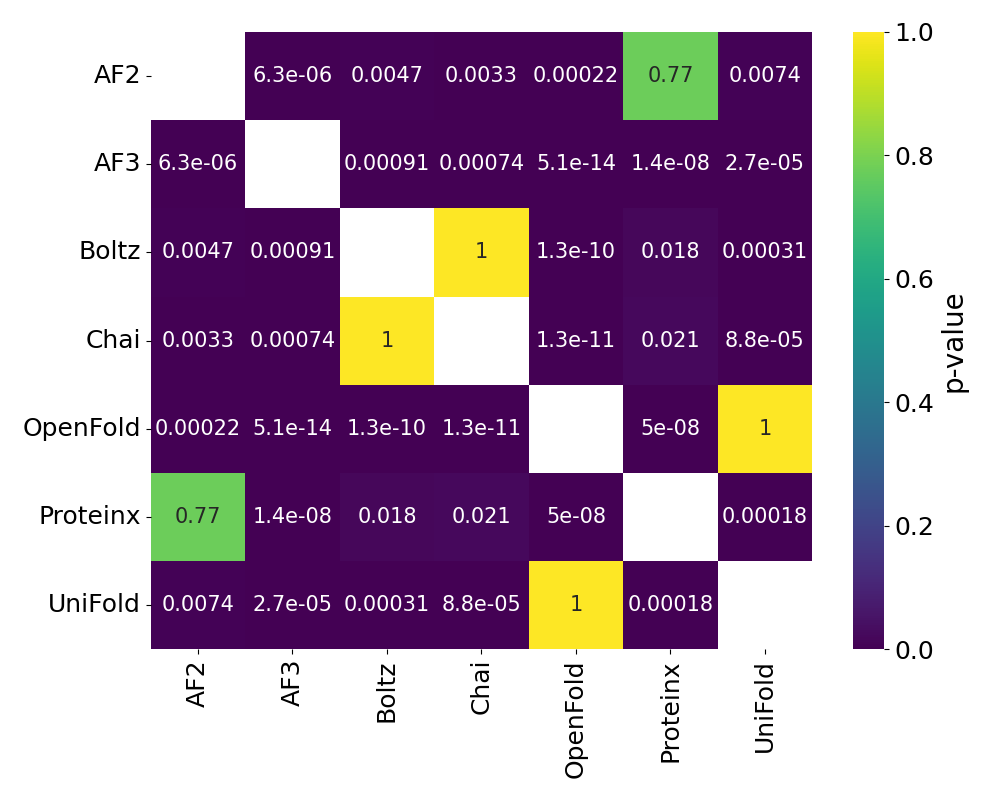 AF2 6.3e-06 0.0047 0.0033 0.00022 0.77 0.0074
AF3 6.3e-06 0.00091 0.00074 5.1e-14 1.4e-08 2.7e-05
Boltz 0.0047 0.00091 1 1.3e-10 0.018 0.00031
Chai 0.0033 0.00074 1 1.3e-11 0.021 8.8e-05
OpenFold 0.00022 5.1e-14 1.3e-10 1.3e-11 5e-08 1
Proteinx 0.77 1.4e-08 0.018 0.021 5e-08 0.00018
UniFold 0.0074 2.7e-05 0.00031 8.8e-05 1 0.00018
AF2 AF3 Boltz Chai OpenFold Proteinx UniFold
1.0
0.8
0.6
0.4
0.2
0.0
p-value